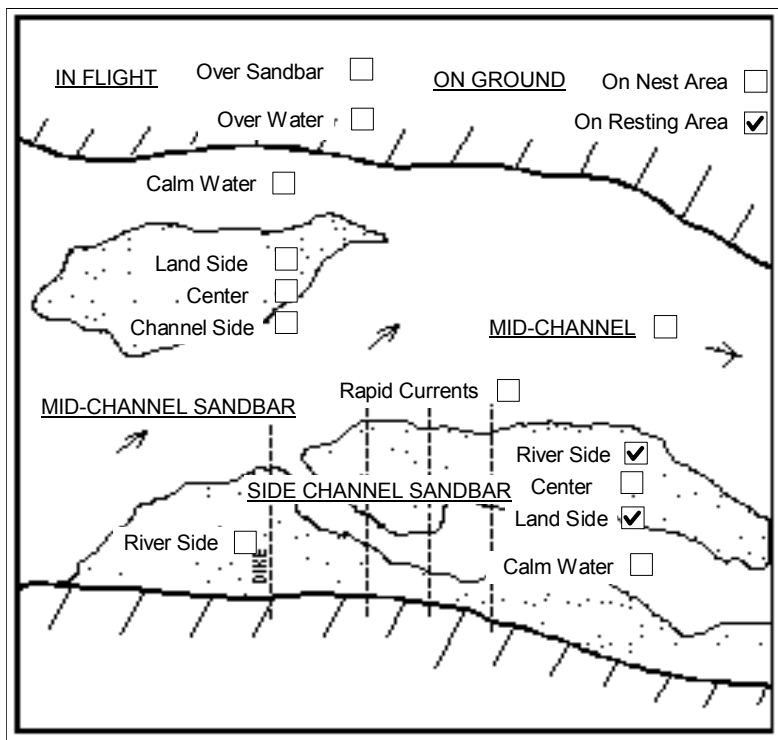 IN FLIGHT
Over Sandbar
Over Water
ON GROUND
On Nest Area
On Resting Area
Calm Water
Land Side
Center
Channel Side
MID-CHANNEL
Rapid Currents
MID-CHANNEL SANDBAR
River Side
Center
Land Side
SIDE CHANNEL SANDBAR
River Side
DIKE
Calm Water